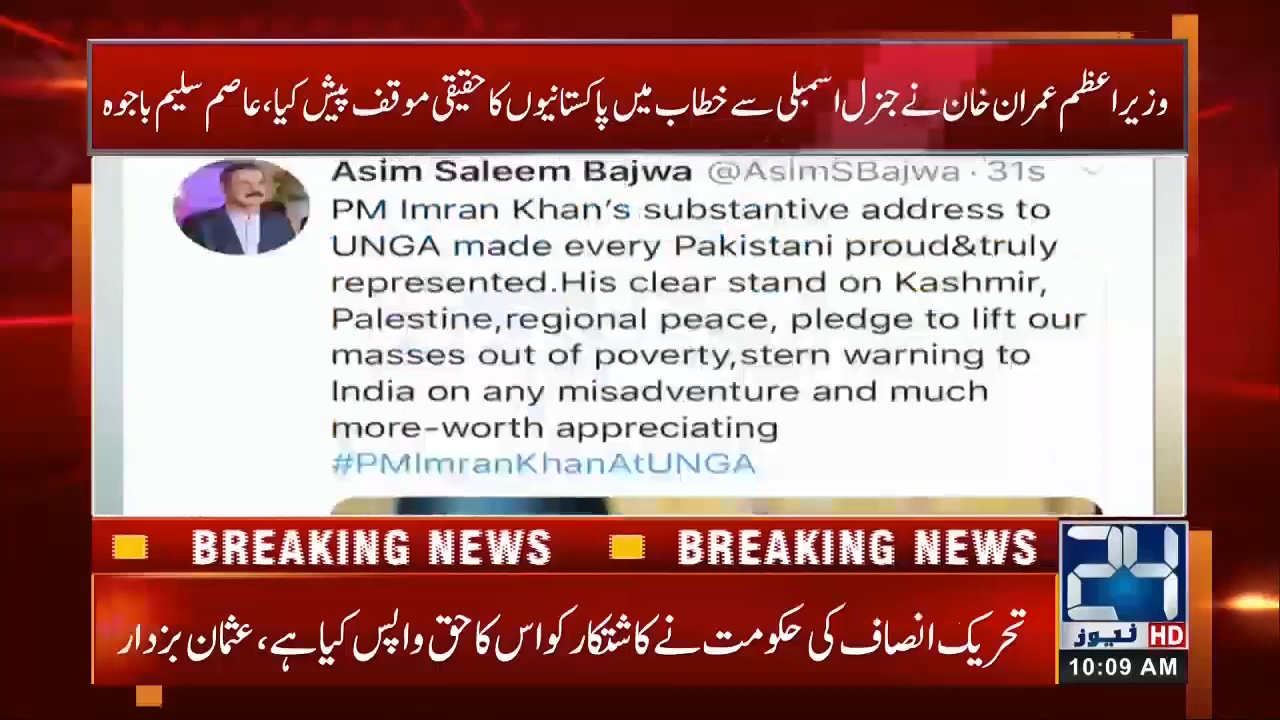 وزیراعظم عمران خان نے جنرل اسمبلی سے خطاب میں پاکستانیوں کا حقیقی موقف پیش کیا، عاصم سلیم باجوہ
Asim Saleem Bajwa @AsimSBajwa · 31s
PM Imran Khan's substantive address to
UNGA made every Pakistani proud&truly
represented.His clear stand on Kashmir,
Palestine,regional peace, pledge to lift our
masses out of poverty,stern warning to
India on any misadventure and much
more-worth appreciating
#PMImranKhanAtUNGA
BREAKING NEWS BREAKING NEWS
تحریک انصاف کی حکومت نے کاشتکار کو اس کا حق واپس کیا ہے، عثمان بزدار
24
نیوز HD
10:09 AM